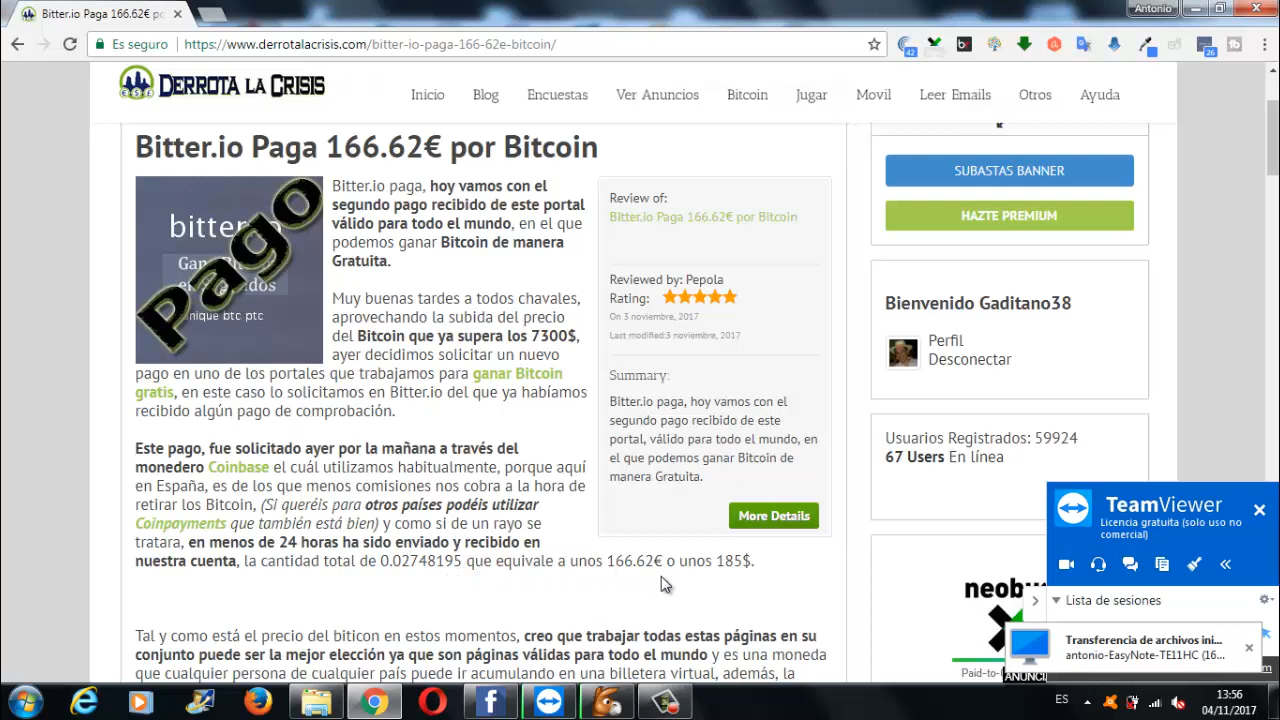 Bitter.io Paga 166.62€
Antonio
Es seguro
https://www.derrotalacrisis.com/bitter-io-paga-166-62e-bitcoin/
42
26
DERROTA LA CRISIS
Inicio
Blog
Encuestas
Ver Anuncios
Bitcoin
Jugar
Movil
Leer Emails
Otros
Ayuda
Bitter.io Paga 166.62€ por Bitcoin
Pago
Bitter.io paga, hoy vamos con el
segundo pago recibido de este portal
válido para todo el mundo, en el que
podemos ganar Bitcoin de manera
Gratuita.
Muy buenas tardes a todos chavales,
aprovechando la subida del precio
del Bitcoin que ya supera los 7300$,
ayer decidimos solicitar un nuevo
pago en uno de los portales que trabajamos para ganar Bitcoin
gratis, en este caso lo solicitamos en Bitter.io del que ya habíamos
recibido algún pago de comprobación.
Este pago, fue solicitado ayer por la mañana a través del
monedero Coinbase el cuál utilizamos habitualmente, porque aquí
en España, es de los que menos comisiones nos cobra a la hora de
retirar los Bitcoin, (Si queréis para otros países podéis utilizar
Coinpayments que también está bien) y como si de un rayo se
tratara, en menos de 24 horas ha sido enviado y recibido en
nuestra cuenta, la cantidad total de 0.02748195 que equivale a unos 166.62€ o unos 185$.
Tal y como está el precio del biticon en estos momentos, creo que trabajar todas estas páginas en su
conjunto puede ser la mejor elección ya que son páginas válidas para todo el mundo y es una moneda
que cualquier persona de cualquier país puede ir acumulando en una billetera virtual, además, la
Review of:
Bitter.io Paga 166.62€ por Bitcoin
Reviewed by: Pepola
Rating:
On 3 noviembre, 2017
Last modified:3 noviembre, 2017
Summary:
Bitter.io paga, hoy vamos con el
segundo pago recibido de este
portal, válido para todo el mundo, en
el que podemos ganar Bitcoin de
manera Gratuita.
More Details
SUBASTAS BANNER
HAZTE PREMIUM
Bienvenido Gaditano38
Perfil
Desconectar
Usuarios Registrados: 59924
67 Users En línea
TeamViewer
Licencia gratuita (solo uso no
comercial)
Lista de sesiones
Transferencia de archivos ini...
antonio-EasyNote-TE11HC (16...
ES
13:56
04/11/2017